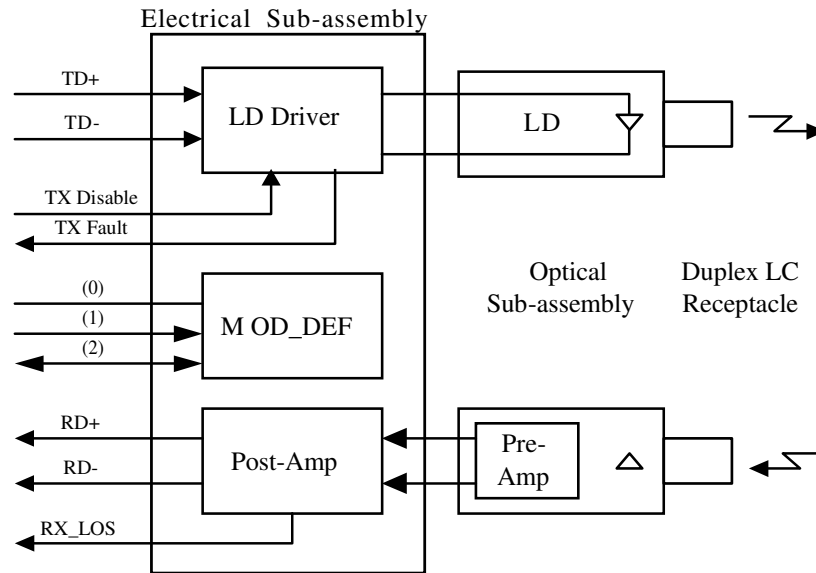 Electrical Sub-assembly
TD+
LD Driver
LD
TD-
TX Disable
TX Fault
(0)
(1)
(2)
M OD_DEF
Optical
Sub-assembly
Duplex LC
Receptacle
RD+
RD-
Post-Amp
Pre-
Amp
RX_LOS